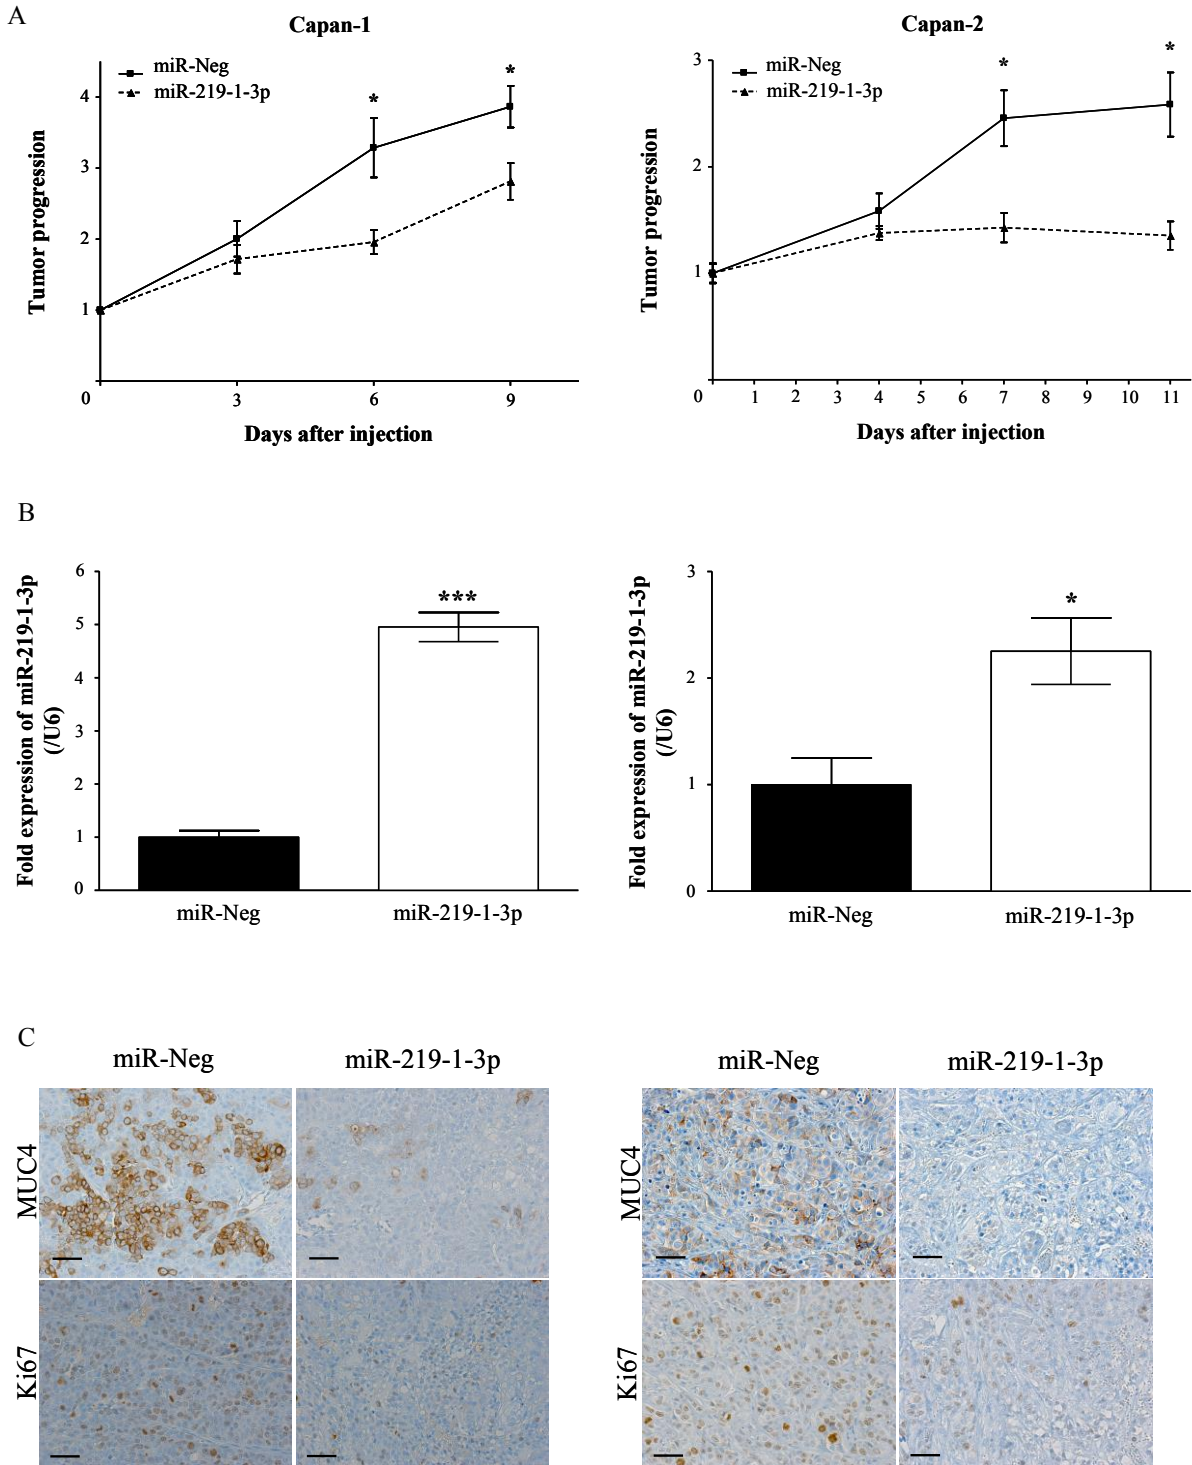 A
Capan-1
miR-Neg
miR-219-1-3p
*
*
4
3
2
1
0
3
6
9
Tumor progression
Days after injection
Capan-2
miR-Neg
miR-219-1-3p
*
*
3
2
1
0
1
2
3
4
5
6
7
8
9
10
11
Tumor progression
Days after injection
B
6
5
4
3
2
1
0
***
Fold expression of miR-219-1-3p
(/U6)
miR-Neg
miR-219-1-3p
3
2
1
0
*
Fold expression of miR-219-1-3p
(/U6)
miR-Neg
miR-219-1-3p
C
miR-Neg
miR-219-1-3p
miR-Neg
miR-219-1-3p
MUC4
MUC4
Ki67
Ki67